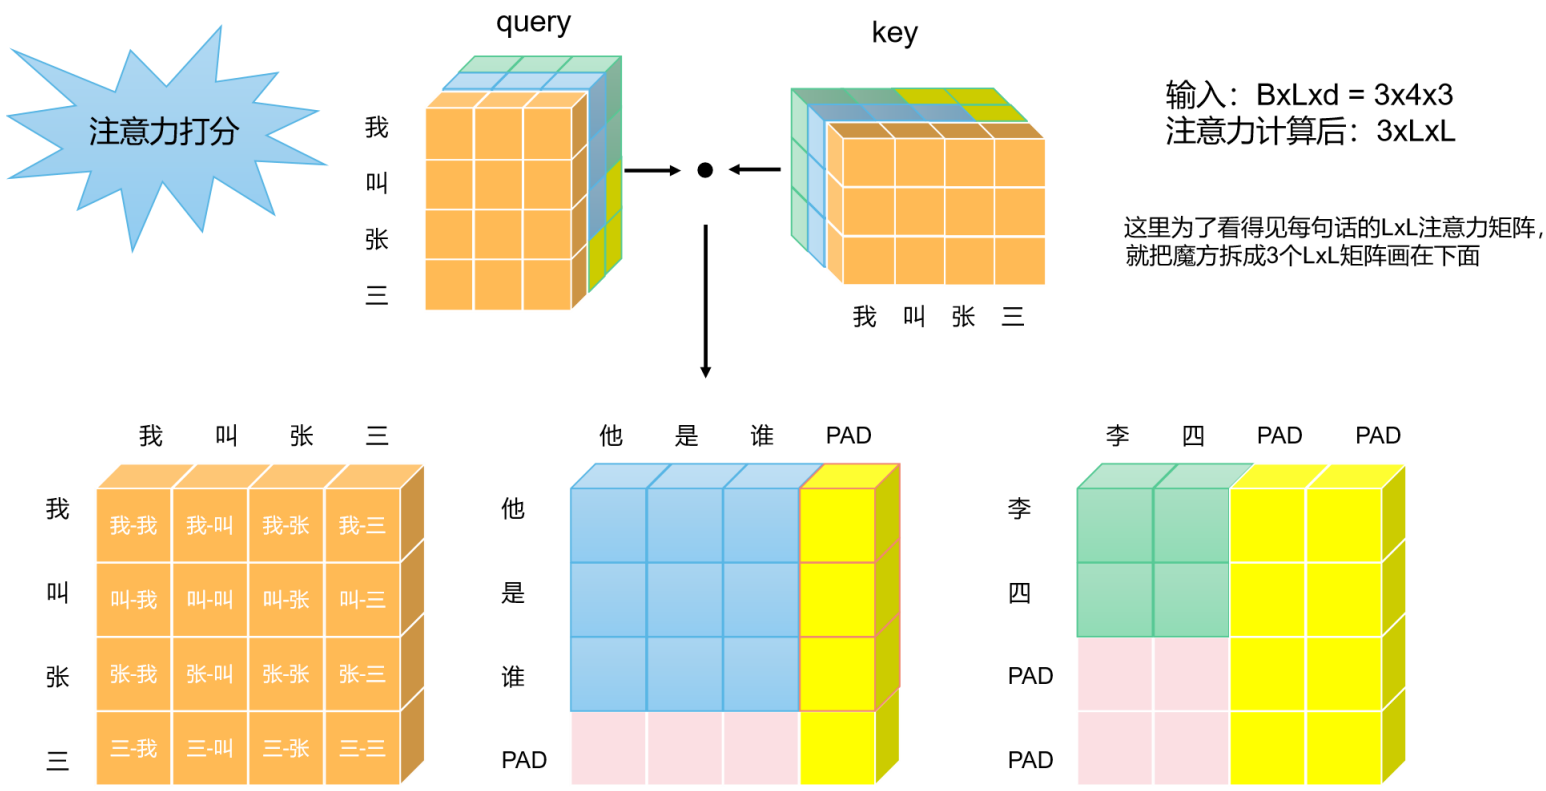 query
key
注意力打分
我
叫
张
三
我 叫 张 三
输入：BxLxd = 3x4x3
注意力计算后：3xLxL
这里为了看得见每句话的LxL注意力矩阵，
就把魔方拆成3个LxL矩阵画在下面
我 叫 张 三
我 我-我 我-叫 我-张 我-三
叫 叫-我 叫-叫 叫-张 叫-三
张 张-我 张-叫 张-张 张-三
三 三-我 三-叫 三-张 三-三
他 是 谁 PAD
他
是
谁
PAD
李 四 PAD PAD
李
四
PAD
PAD